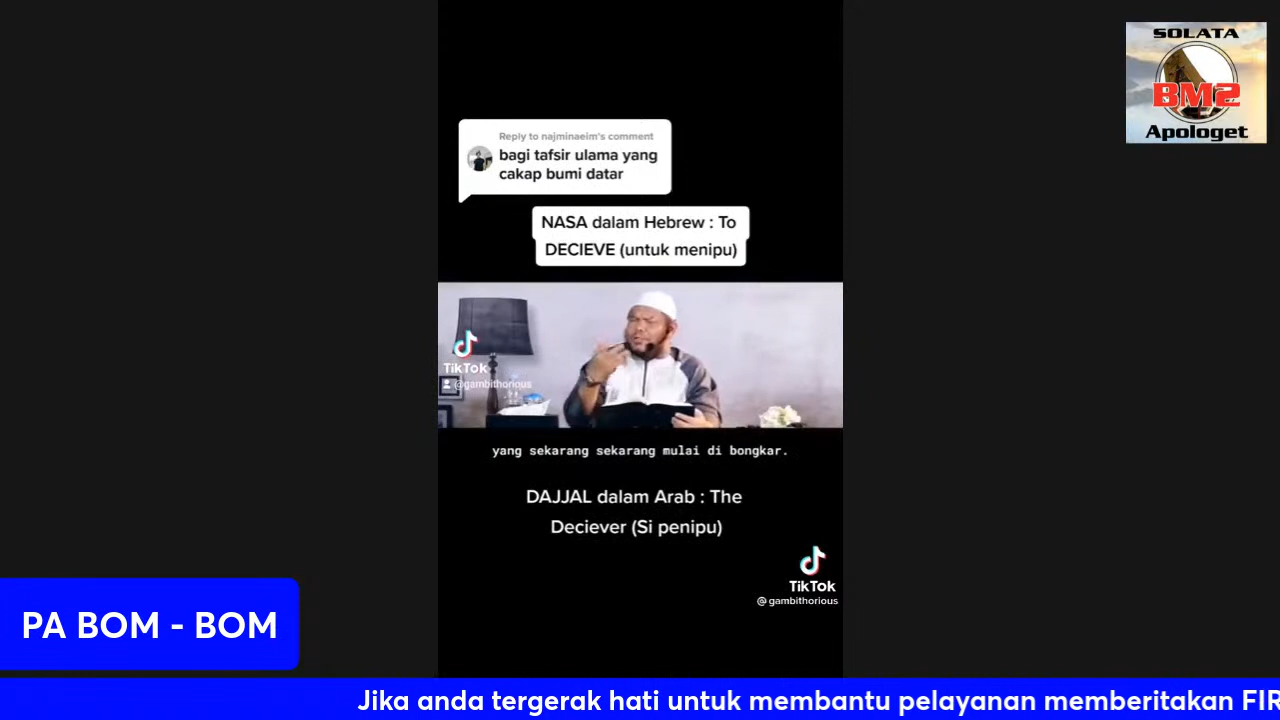 SOLATA
BM2
Apologet
Reply to najminaeim's comment
bagi tafsir ulama yang
cakap bumi datar
NASA dalam Hebrew : To
DECIEVE (untuk menipu)
TikTok
@gambithorious
yang sekarang sekarang mulai di bongkar.
DAJJAL dalam Arab : The
Deciever (Si penipu)
TikTok
@gambithorious
PA BOM - BOM
Jika anda tergerak hati untuk membantu pelayanan memberitakan FIR